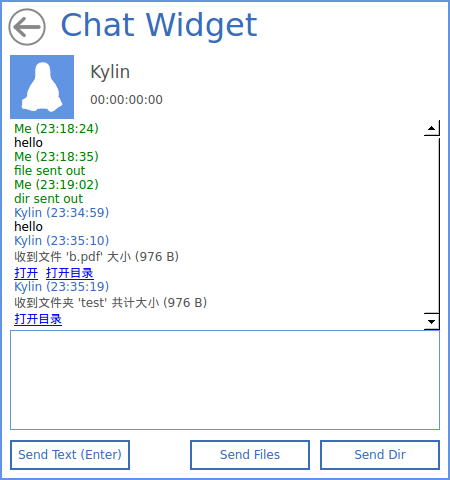 Chat Widget
Kylin
00:00:00:00
Me (23:18:24)
hello
Me (23:18:35)
file sent out
Me (23:19:02)
dir sent out
Kylin (23:34:59)
hello
Kylin (23:35:10)
收到文件 'b.pdf' 大小 (976 B)
打开 打开目录
Kylin (23:35:19)
收到文件夹 'test' 共计大小 (976 B)
打开目录
Send Text (Enter) Send Files Send Dir